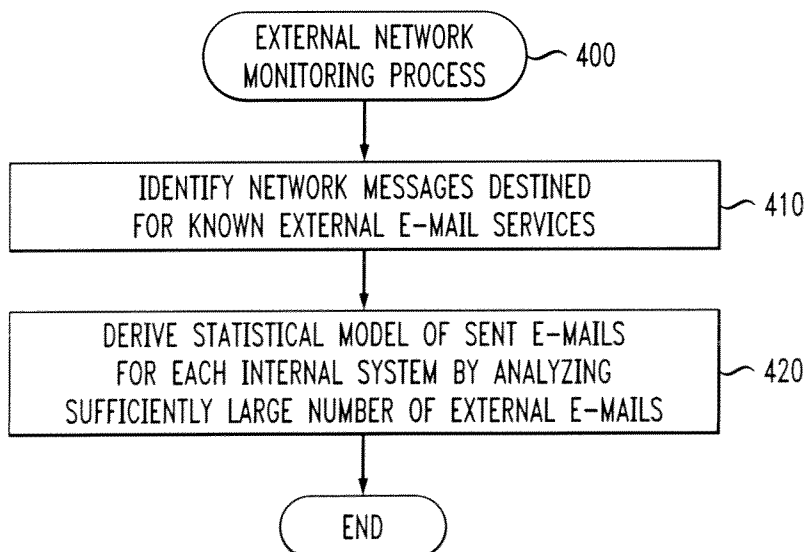 EXTERNAL NETWORK
MONITORING PROCESS
400
IDENTIFY NETWORK MESSAGES DESTINED
FOR KNOWN EXTERNAL E-MAIL SERVICES
410
DERIVE STATISTICAL MODEL OF SENT E-MAILS
FOR EACH INTERNAL SYSTEM BY ANALYZING
SUFFICIENTLY LARGE NUMBER OF EXTERNAL E-MAILS
420
END